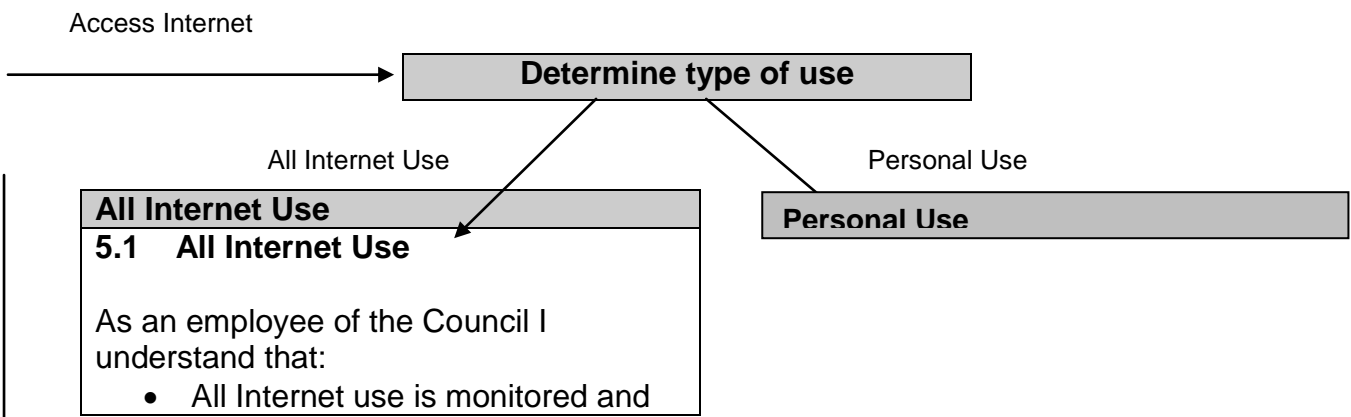 Access Internet
Determine type of use
All Internet Use
Personal Use
All Internet Use
Personal Use
5.1 All Internet Use
As an employee of the Council I
understand that:
• All Internet use is monitored and